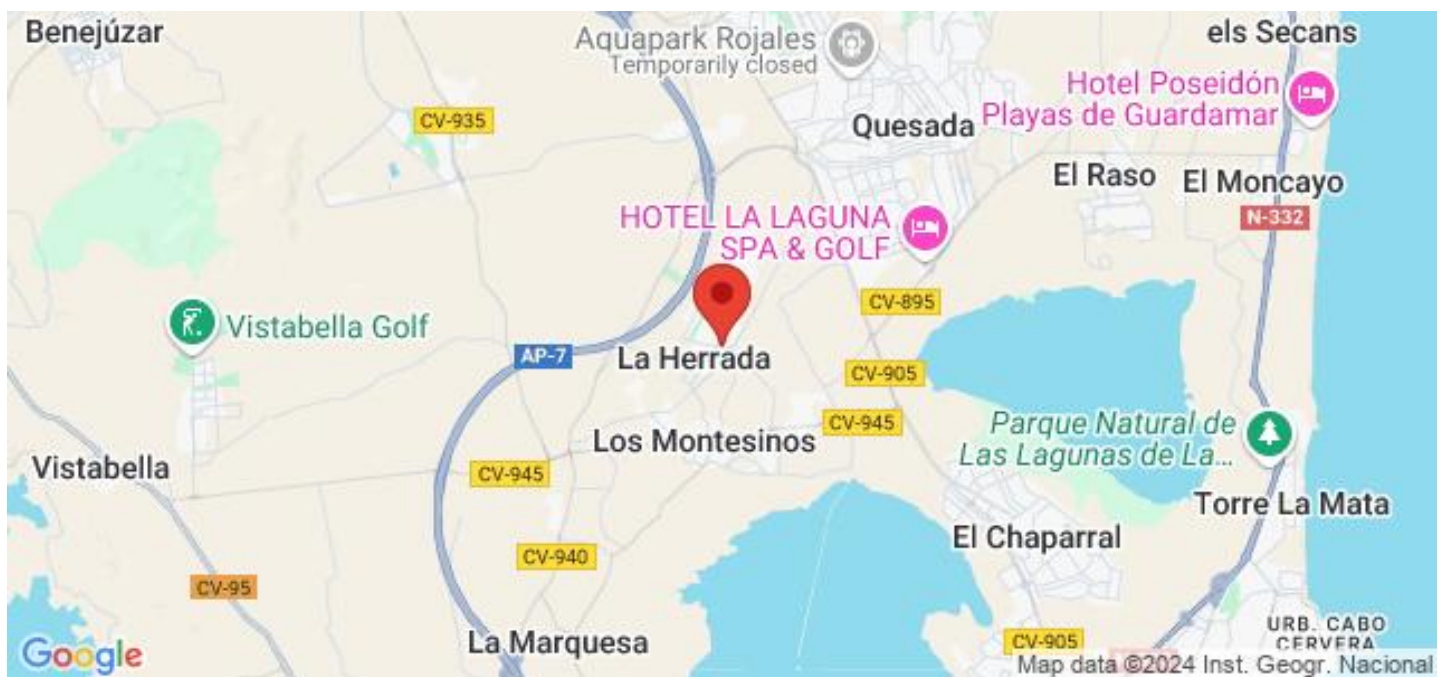 Benejúzar
Aquapark Rojales
Temporarily closed
els Secans
Hotel Poseidón
Playas de Guardamar
CV-935
Quesada
El Raso
El Moncayo
HOTEL LA LAGUNA
SPA & GOLF
N-332
CV-895
Vistabella Golf
AP-7
La Herrada
CV-905
CV-945
Los Montesinos
Parque Natural de
Las Lagunas de La...
Vistabella
CV-945
Torre La Mata
El Chaparral
CV-940
CV-95
La Marquesa
URB. CABO
CERVERA
CV-905
Google
Map data ©2024 Inst. Geogr. Nacional